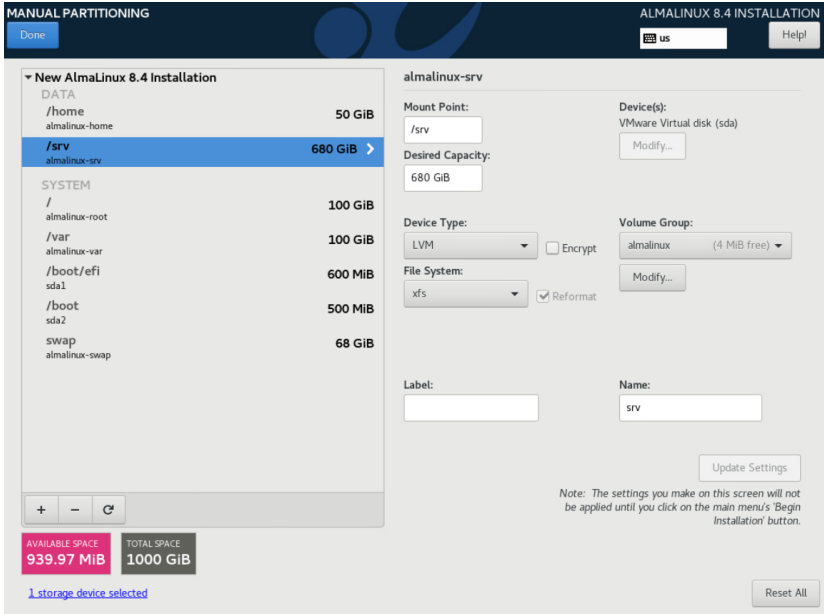 MANUAL PARTITIONING
ALMALINUX 8.4 INSTALLATION
Done
us
Help!
New AlmaLinux 8.4 Installation
DATA
/home
50 GiB
almalinux-home
/srv
680 GiB
almalinux-srv
SYSTEM
/
100 GiB
almalinux-root
/var
100 GiB
almalinux-var
/boot/efi
600 MiB
sda1
/boot
500 MiB
sda2
swap
68 GiB
almalinux-swap
+ −
AVAILABLE SPACE
939.97 MiB
TOTAL SPACE
1000 GiB
1 storage device selected
almalinux-srv
Mount Point:
/srv
Desired Capacity:
680 GiB
Device(s):
VMware Virtual disk (sda)
Modify...
Device Type:
LVM
Encrypt
File System:
xfs
Reformat
Volume Group:
almalinux (4 MiB free)
Modify...
Label:
Name:
srv
Update Settings
Note: The settings you make on this screen will not
be applied until you click on the main menu's 'Begin
Installation' button.
Reset All